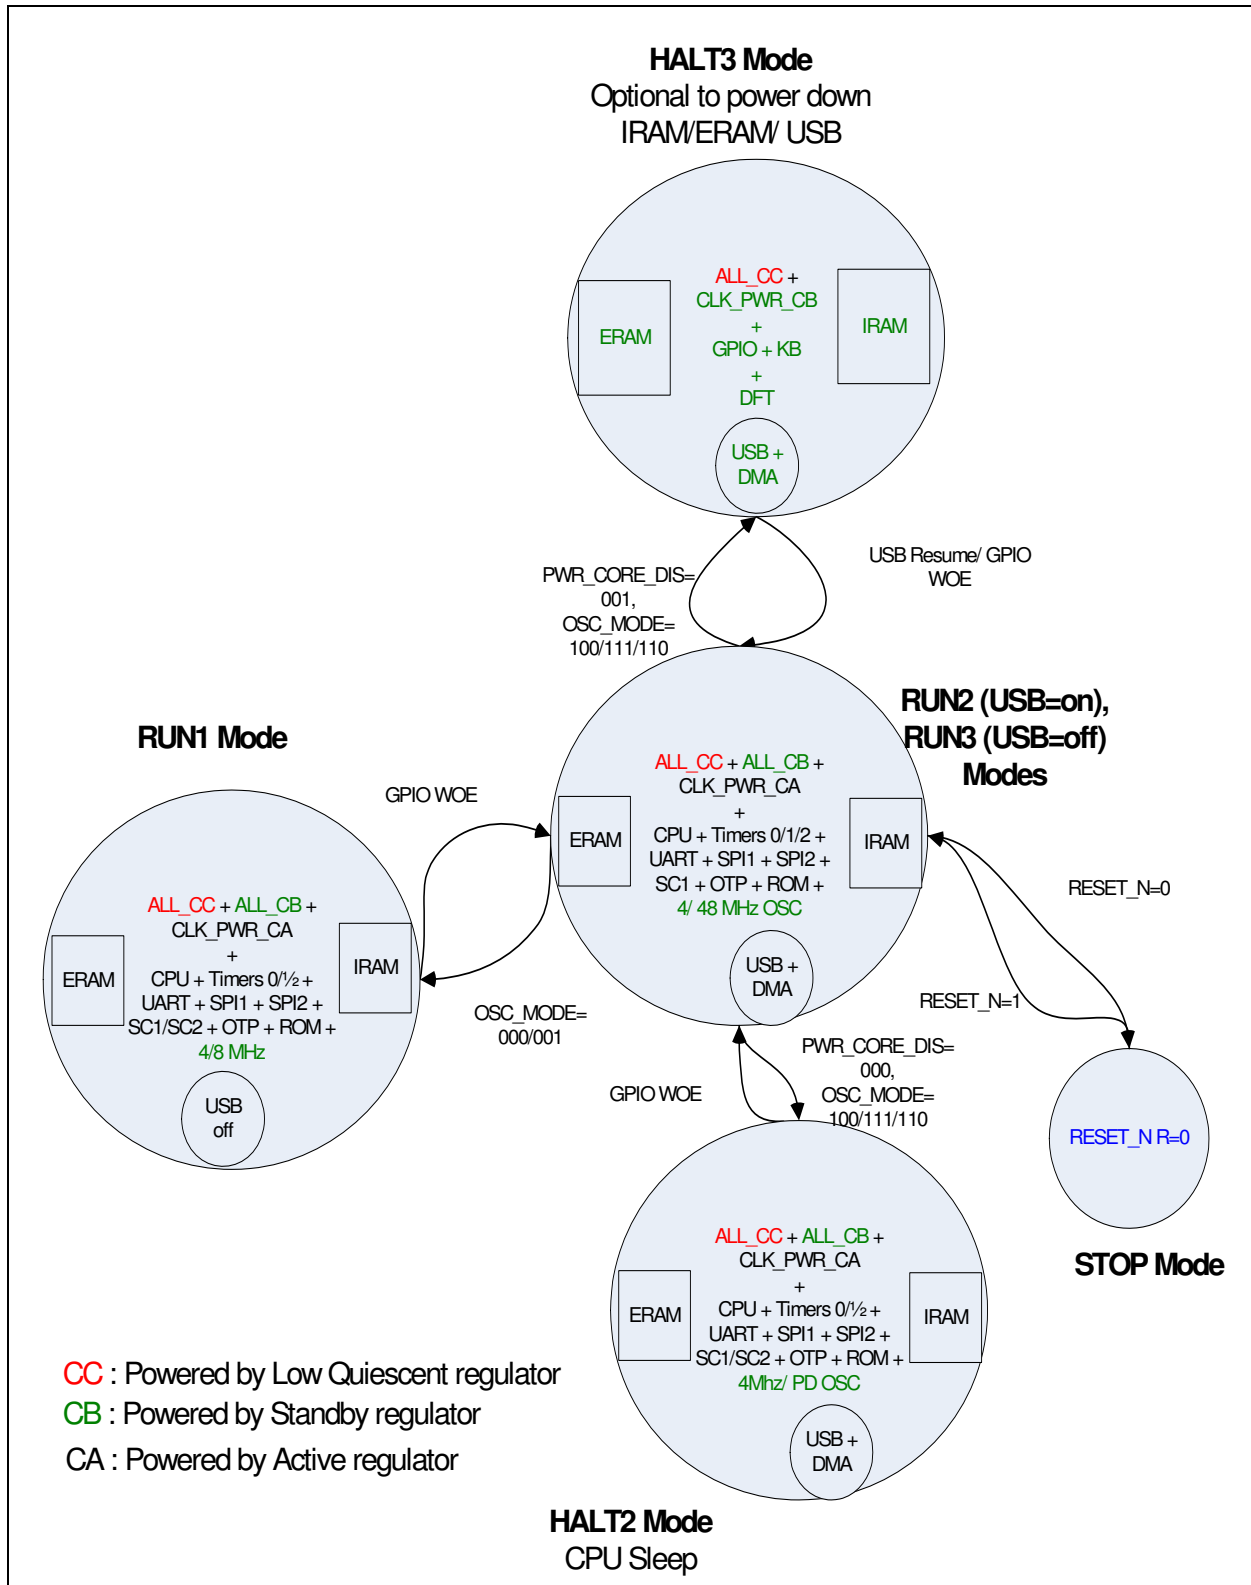 HALT3 Mode
Optional to power down
IRAM/ERAM/ USB
ALL_CC +
CLK_PWR_CB
+
GPIO + KB
+
DFT
ERAM
IRAM
USB +
DMA
PWR_CORE_DIS=
001,
OSC_MODE=
100/111/110
USB Resume/ GPIO
WOE
RUN2 (USB=on),
RUN3 (USB=off)
Modes
ALL_CC + ALL_CB +
CLK_PWR_CA
+
CPU + Timers 0/1/2 +
UART + SPI1 + SPI2 +
SC1 + OTP + ROM +
4/ 48 MHz OSC
ERAM
IRAM
USB +
DMA
RUN1 Mode
GPIO WOE
ALL_CC + ALL_CB +
CLK_PWR_CA
+
CPU + Timers 0/½ +
UART + SPI1 + SPI2 +
SC1/SC2 + OTP + ROM +
4/8 MHz
ERAM
IRAM
USB
off
OSC_MODE=
000/001
RESET_N=0
RESET_N=1
RESET_N R=0
STOP Mode
GPIO WOE
PWR_CORE_DIS=
000,
OSC_MODE=
100/111/110
ALL_CC + ALL_CB +
CLK_PWR_CA
+
CPU + Timers 0/½ +
UART + SPI1 + SPI2 +
SC1/SC2 + OTP + ROM +
4Mhz/ PD OSC
ERAM
IRAM
USB +
DMA
HALT2 Mode
CPU Sleep
CC : Powered by Low Quiescent regulator
CB : Powered by Standby regulator
CA : Powered by Active regulator